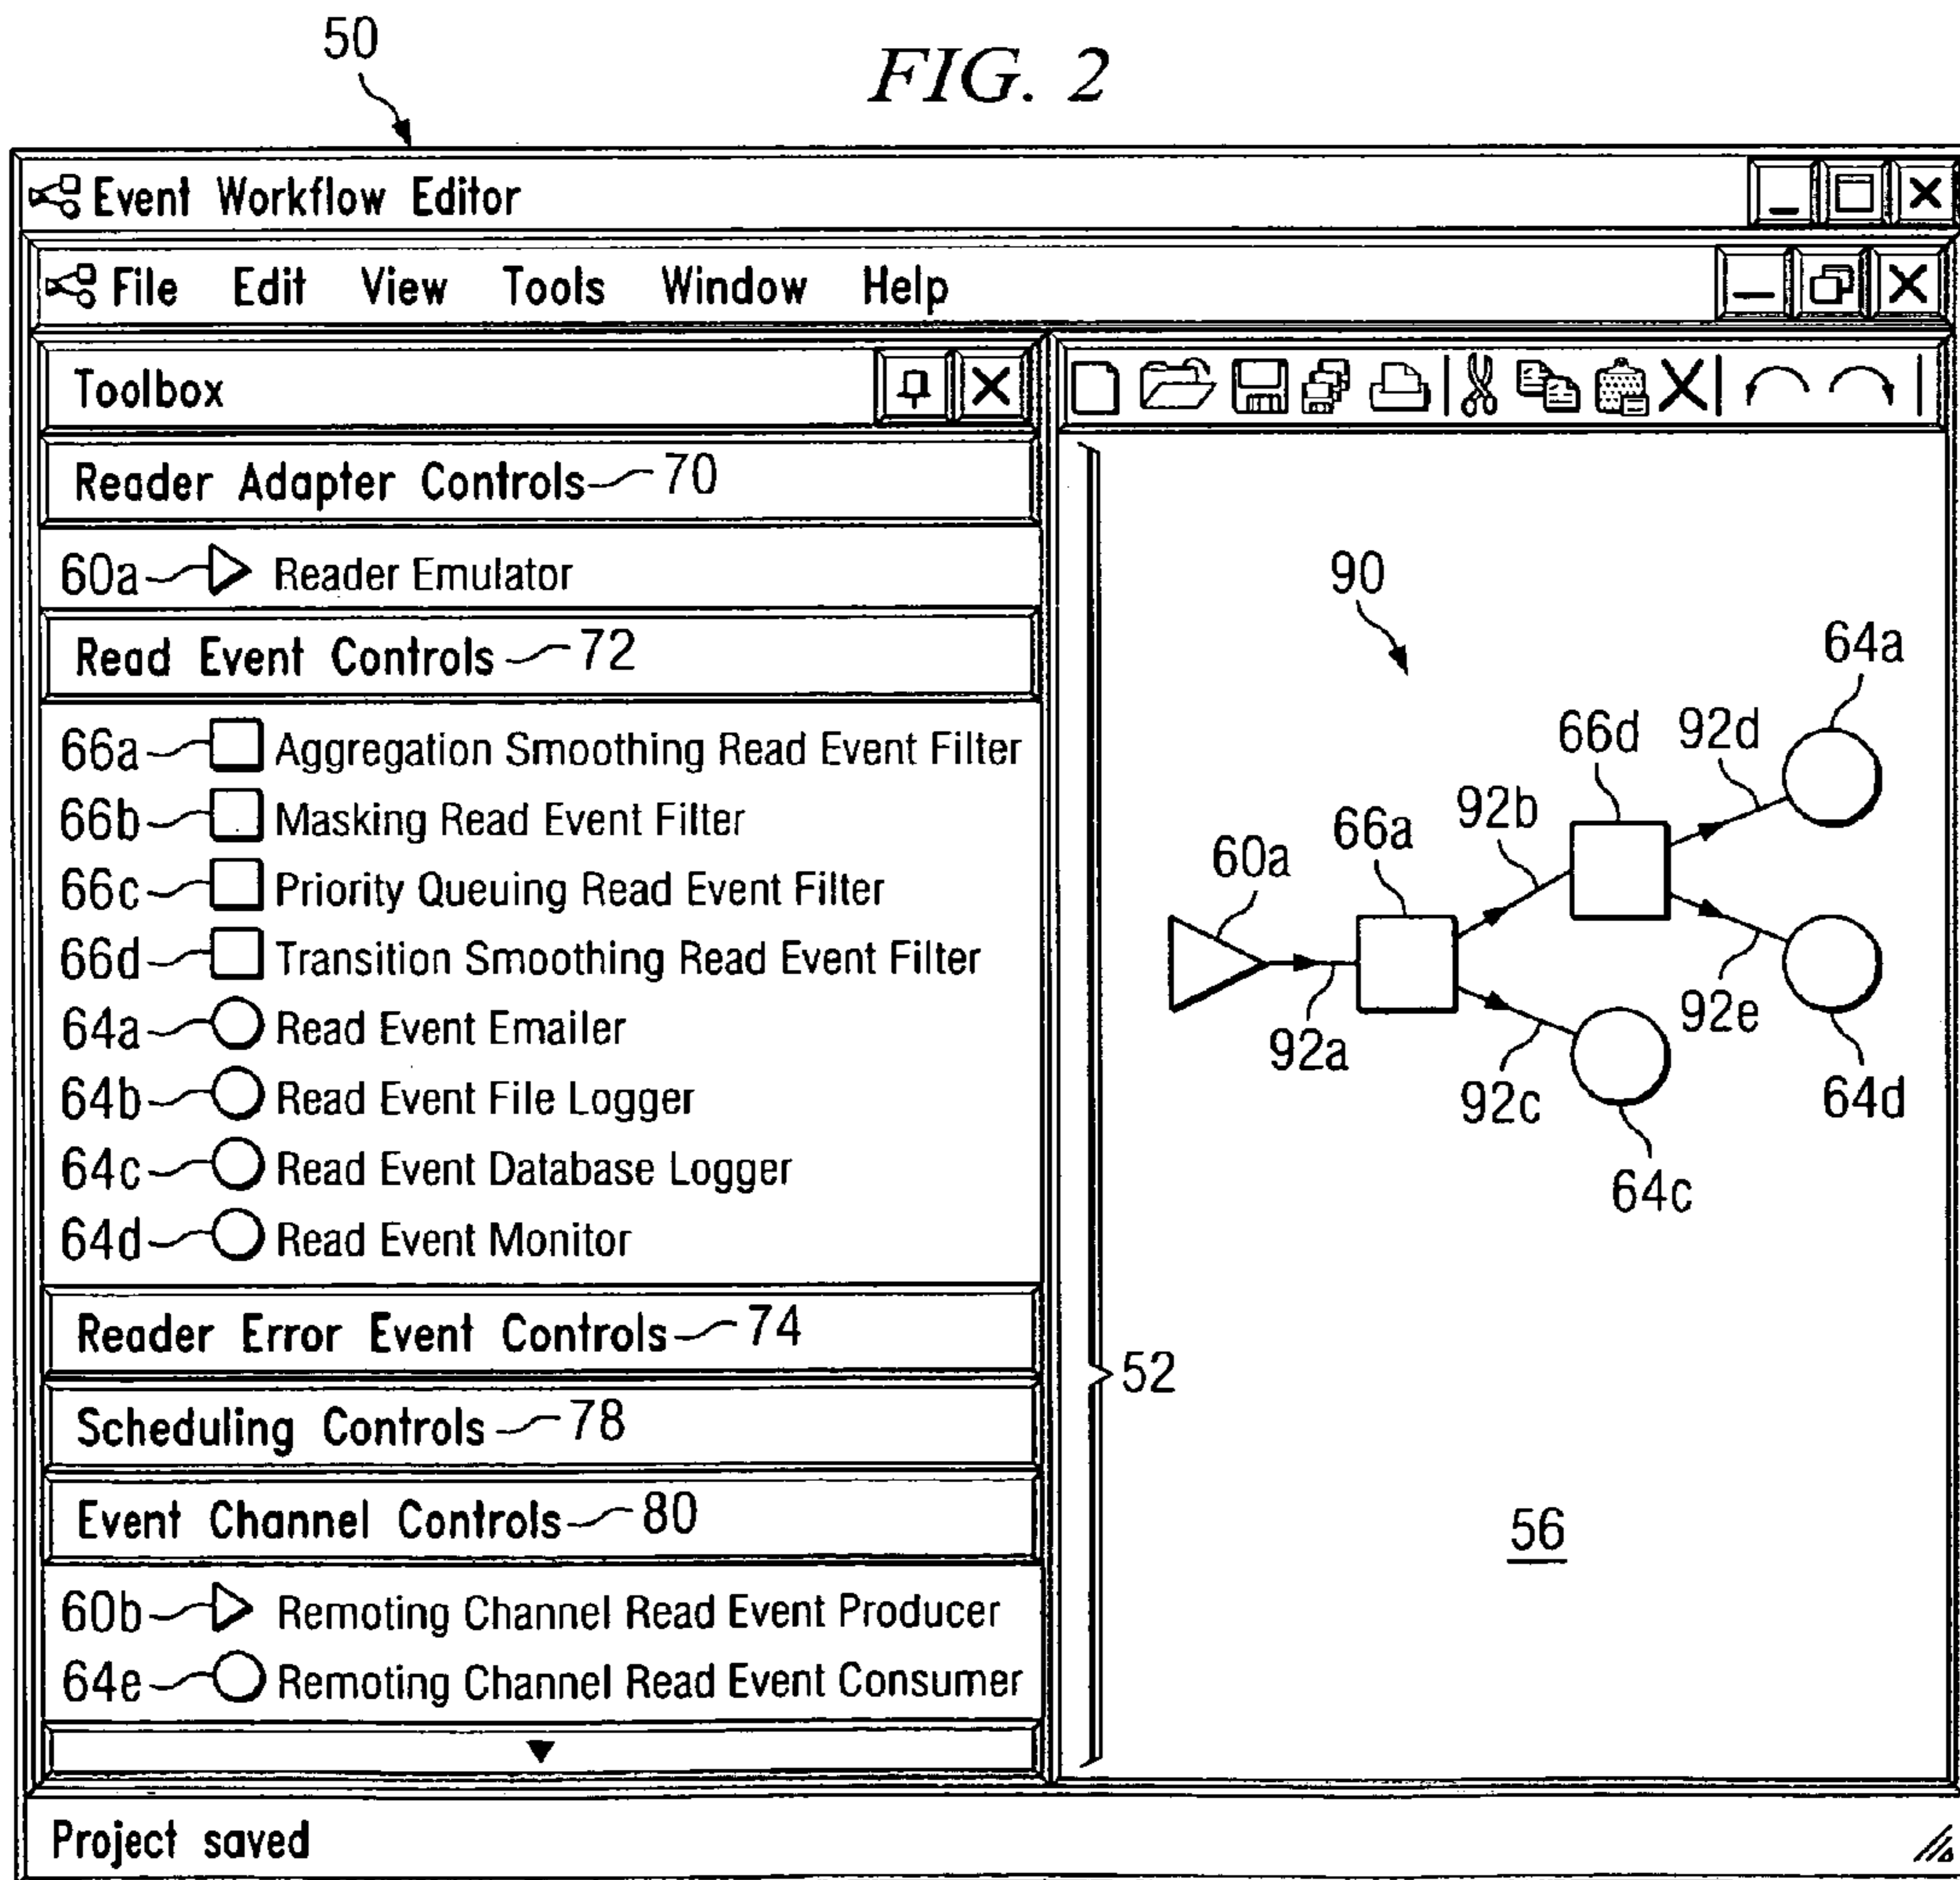 50
FIG. 2
Event Workflow Editor
File Edit View Tools Window Help
Toolbox
Reader Adapter Controls 70
60a Reader Emulator
Read Event Controls 72
66a Aggregation Smoothing Read Event Filter
66b Masking Read Event Filter
66c Priority Queuing Read Event Filter
66d Transition Smoothing Read Event Filter
64a Read Event Emailer
64b Read Event File Logger
64c Read Event Database Logger
64d Read Event Monitor
Reader Error Event Controls 74
Scheduling Controls 78
Event Channel Controls 80
60b Remoting Channel Read Event Producer
64e Remoting Channel Read Event Consumer
52
90
64a
66d 92d
92b
66a
60a
92a
92e
92c
64d
64c
56
Project saved